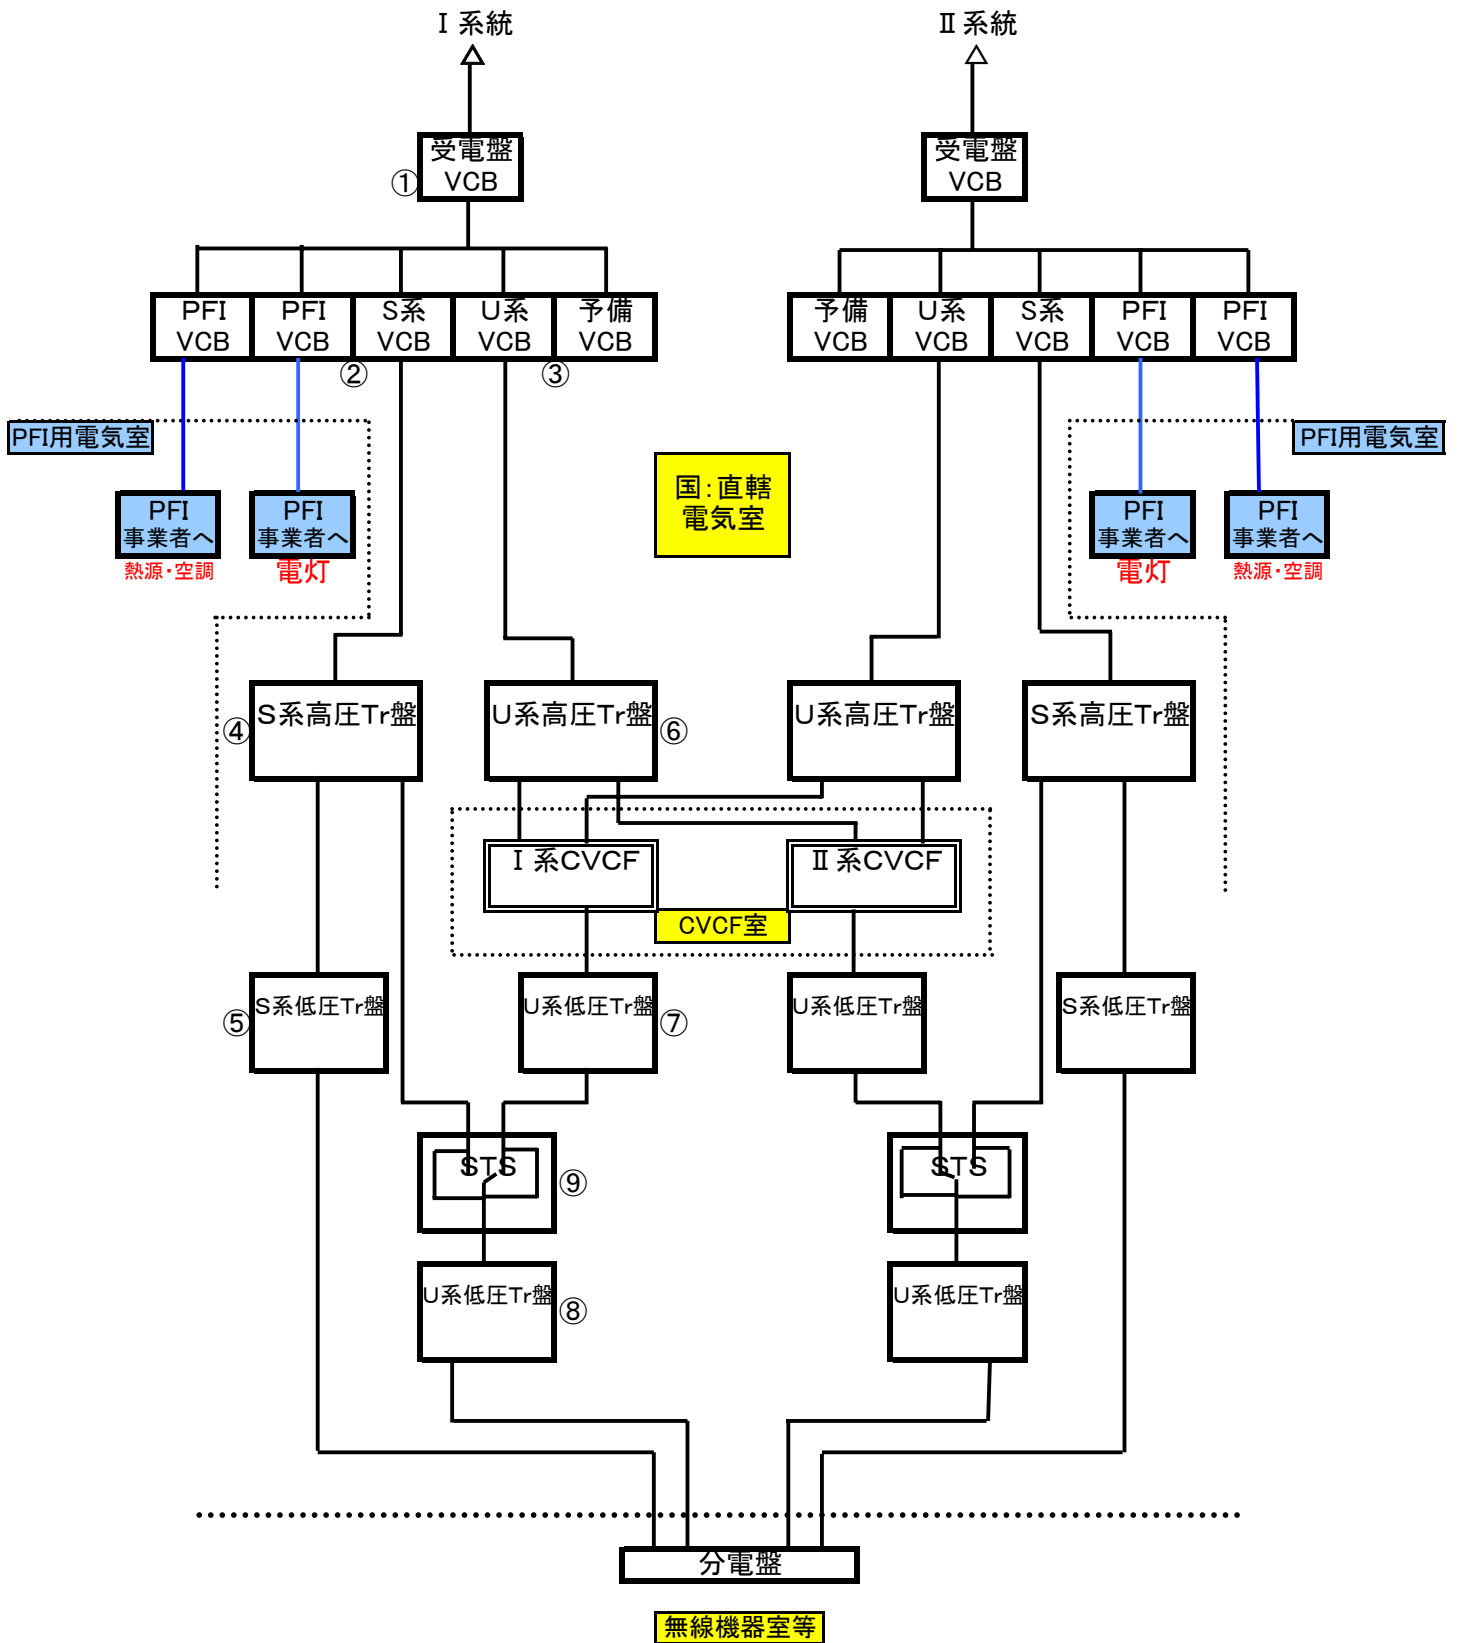 Ⅰ 系統
Ⅱ 系統
受電盤
VCB
①
受電盤
VCB
PFI
VCB
PFI
VCB
S系
VCB
U系
VCB
予備
VCB
②
③
予備
VCB
U系
VCB
S系
VCB
PFI
VCB
PFI
VCB
PFI用電気室
PFI用電気室
国:直轄
電気室
PFI
事業者へ
熱源・空調
PFI
事業者へ
電灯
PFI
事業者へ
電灯
PFI
事業者へ
熱源・空調
④
S系高圧Tr盤
U系高圧Tr盤
⑥
U系高圧Tr盤
S系高圧Tr盤
Ⅰ 系CVCF
Ⅱ 系CVCF
CVCF室
⑤
S系低圧Tr盤
U系低圧Tr盤
⑦
U系低圧Tr盤
S系低圧Tr盤
STS
⑨
STS
U系低圧Tr盤
⑧
U系低圧Tr盤
分電盤
無線機器室等